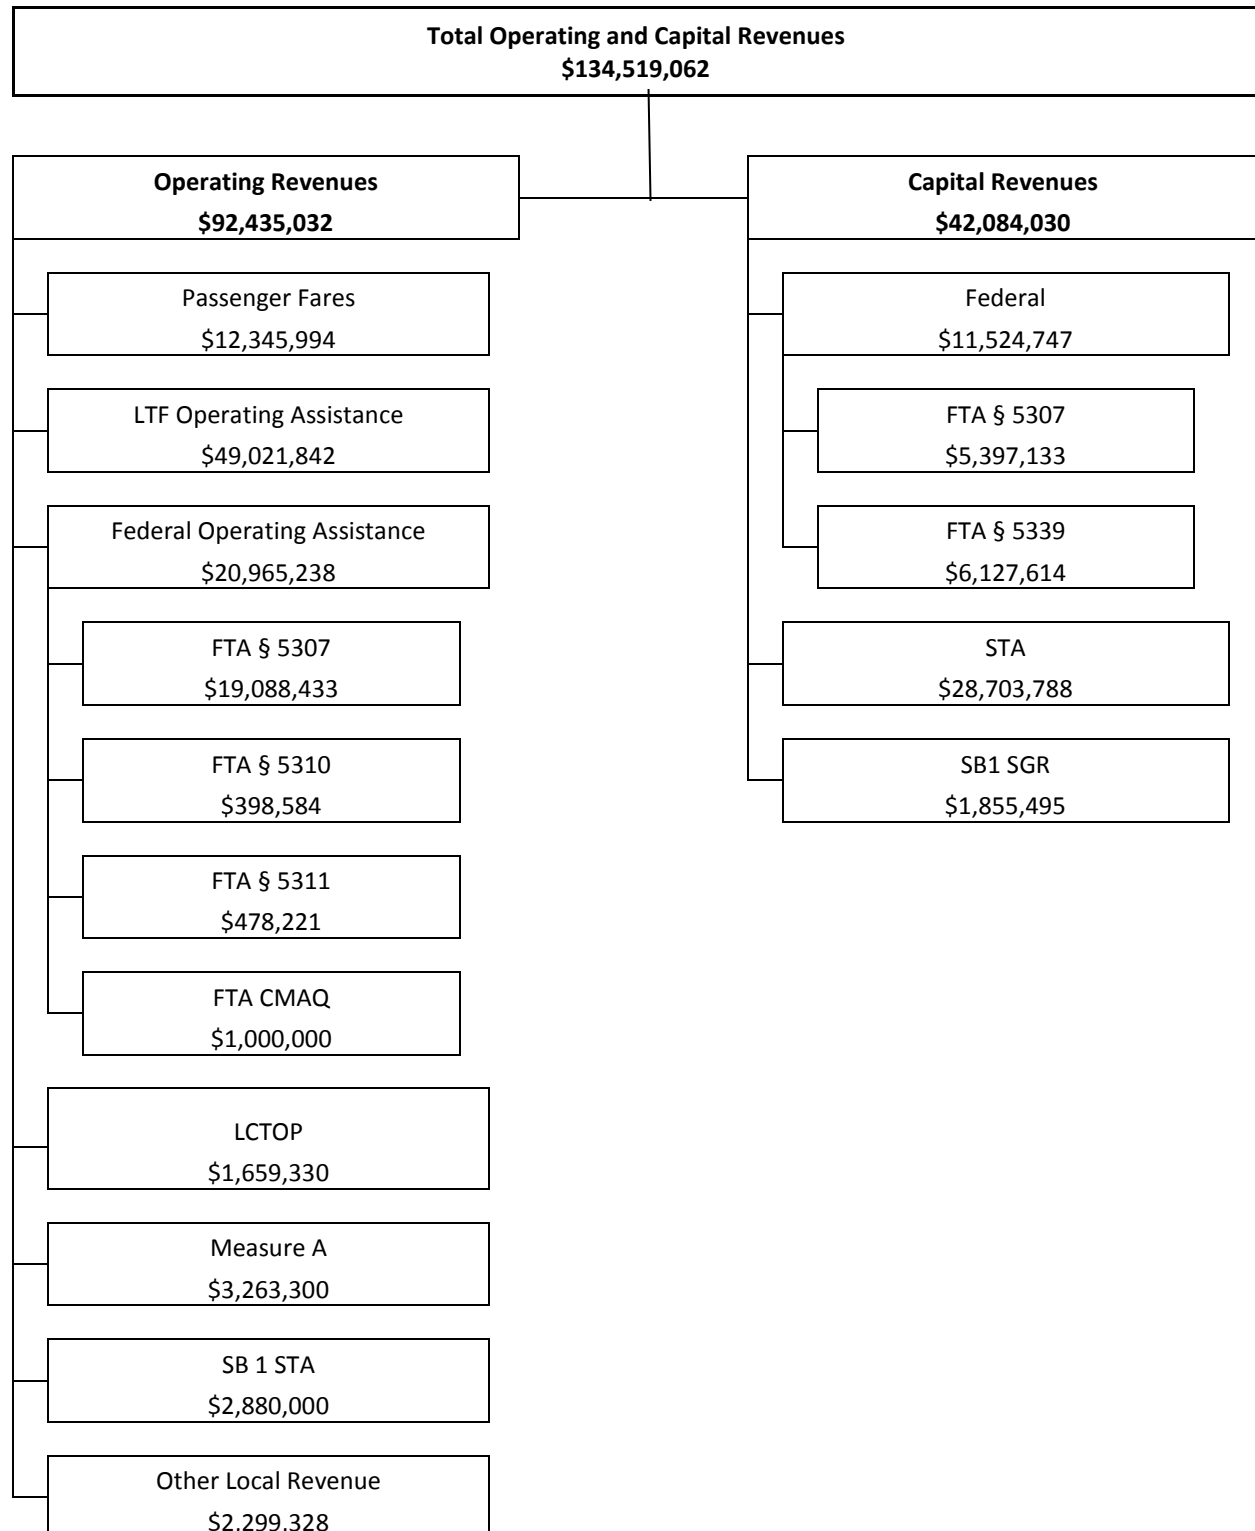 Total Operating and Capital Revenues
$134,519,062
Operating Revenues
$92,435,032
Passenger Fares
$12,345,994
LTF Operating Assistance
$49,021,842
Federal Operating Assistance
$20,965,238
FTA § 5307
$19,088,433
FTA § 5310
$398,584
FTA § 5311
$478,221
FTA CMAQ
$1,000,000
LCTOP
$1,659,330
Measure A
$3,263,300
SB 1 STA
$2,880,000
Other Local Revenue
$2,299,328
Capital Revenues
$42,084,030
Federal
$11,524,747
FTA § 5307
$5,397,133
FTA § 5339
$6,127,614
STA
$28,703,788
SB1 SGR
$1,855,495